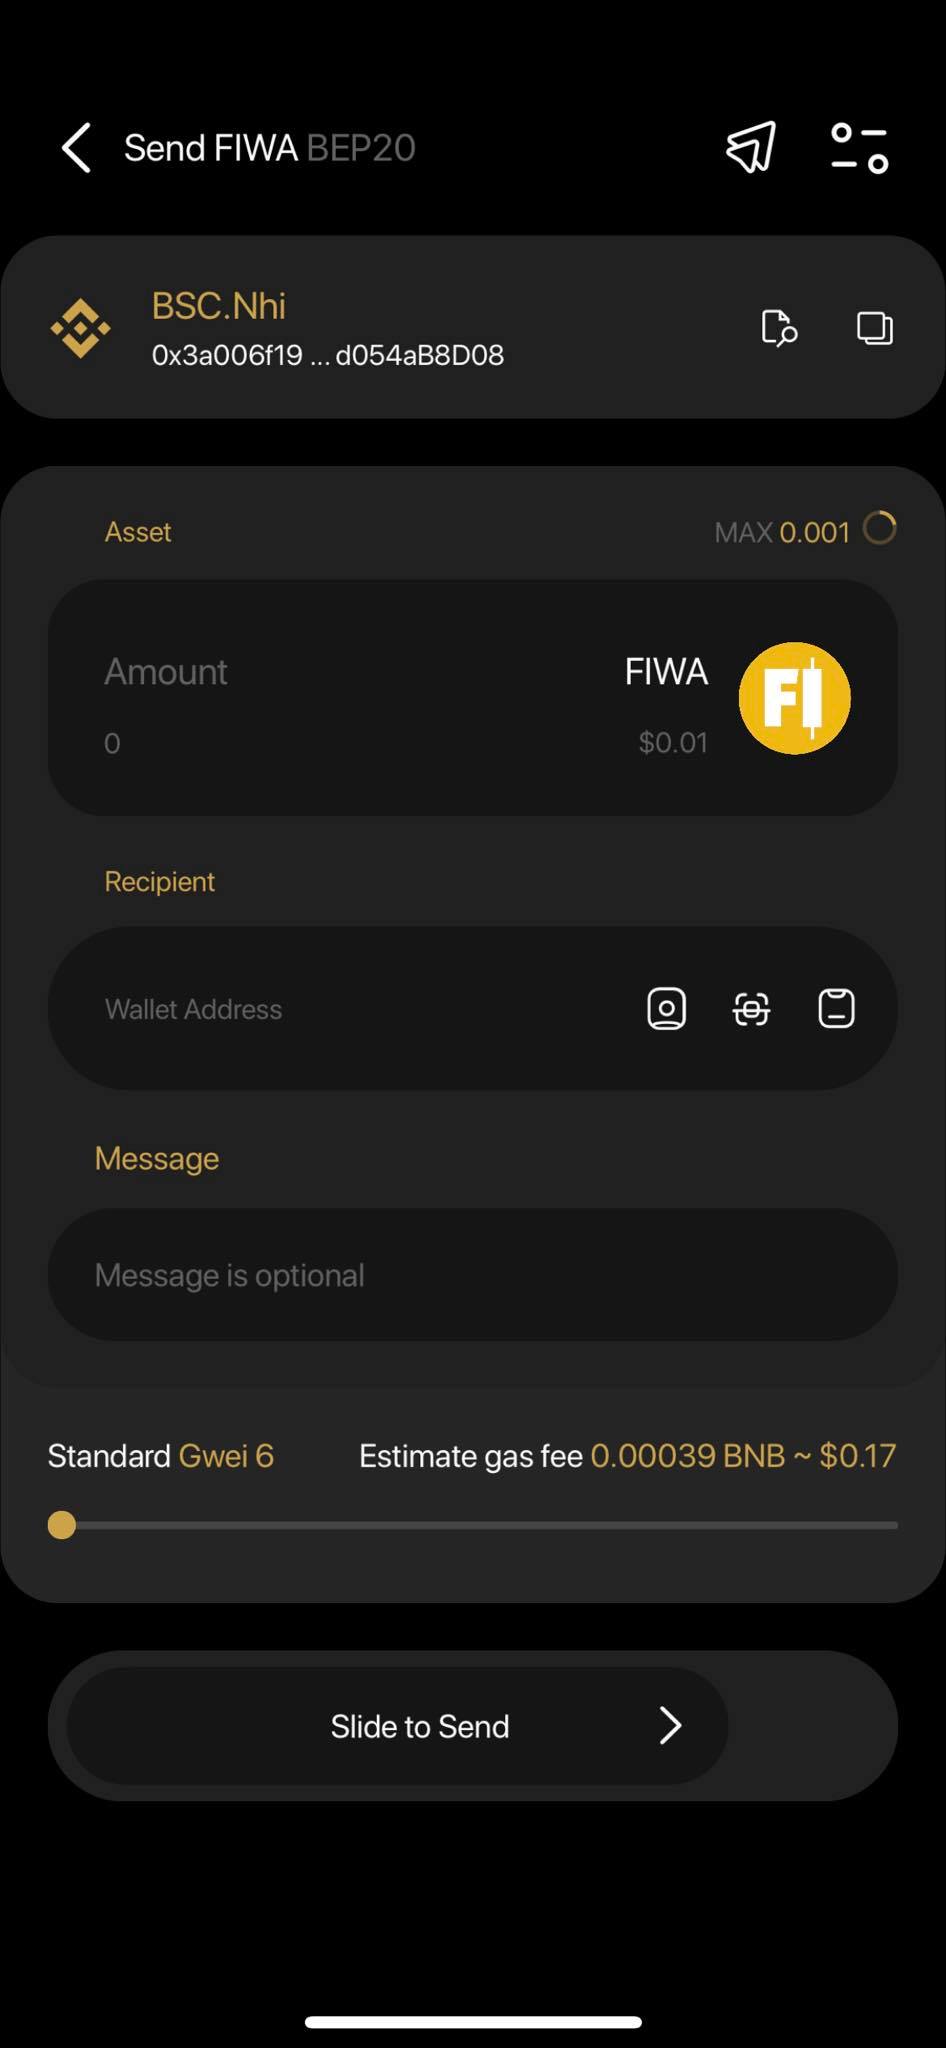 Send FIWA BEP20
BSC.Nhi
0x3a006f19 ... d054aB8D08
Asset
MAX 0.001
Amount
FIWA
0
$0.01
FI
Recipient
Wallet Address
Message
Message is optional
Standard Gwei 6
Estimate gas fee 0.00039 BNB ~ $0.17
Slide to Send